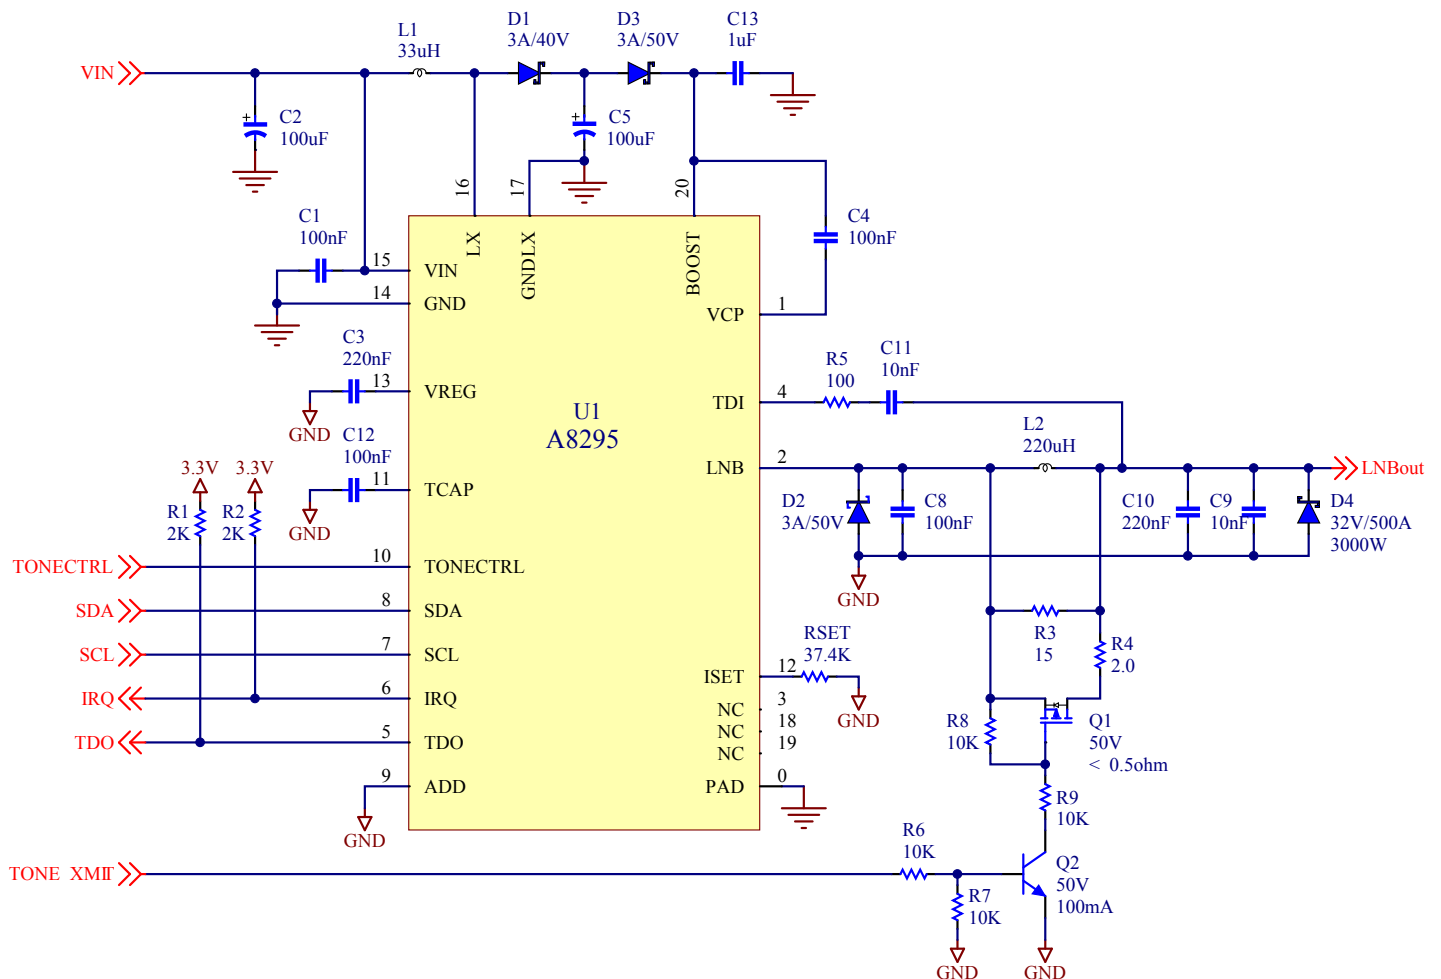 L1
33uH
D1
3A/40V
D3
3A/50V
C13
1uF
VIN
+
C2
100uF
+
C5
100uF
16
17
20
C1
100nF
C4
100nF
LX
GNDLX
BOOST
15
VIN
14
GND
VCP
1
C3
220nF
13
VREG
GND
R5
100
C11
10nF
TDI
4
U1
A8295
L2
220uH
C12
100nF
11
TCAP
GND
LNB
2
LNBout
3.3V
3.3V
R1
2K
R2
2K
D2
3A/50V
C8
100nF
C10
220nF
C9
10nF
D4
32V/500A
3000W
GND
TONECTRL
10
TONECTRL
SDA
8
SDA
SCL
7
SCL
IRQ
6
IRQ
TDO
5
TDO
9
ADD
GND
RSET
37.4K
ISET
12
GND
NC
3
NC
18
NC
19
PAD
0
R3
15
R4
2.0
R8
10K
Q1
50V
< 0.5ohm
R9
10K
TONE XMIT
R6
10K
R7
10K
Q2
50V
100mA
GND
GND